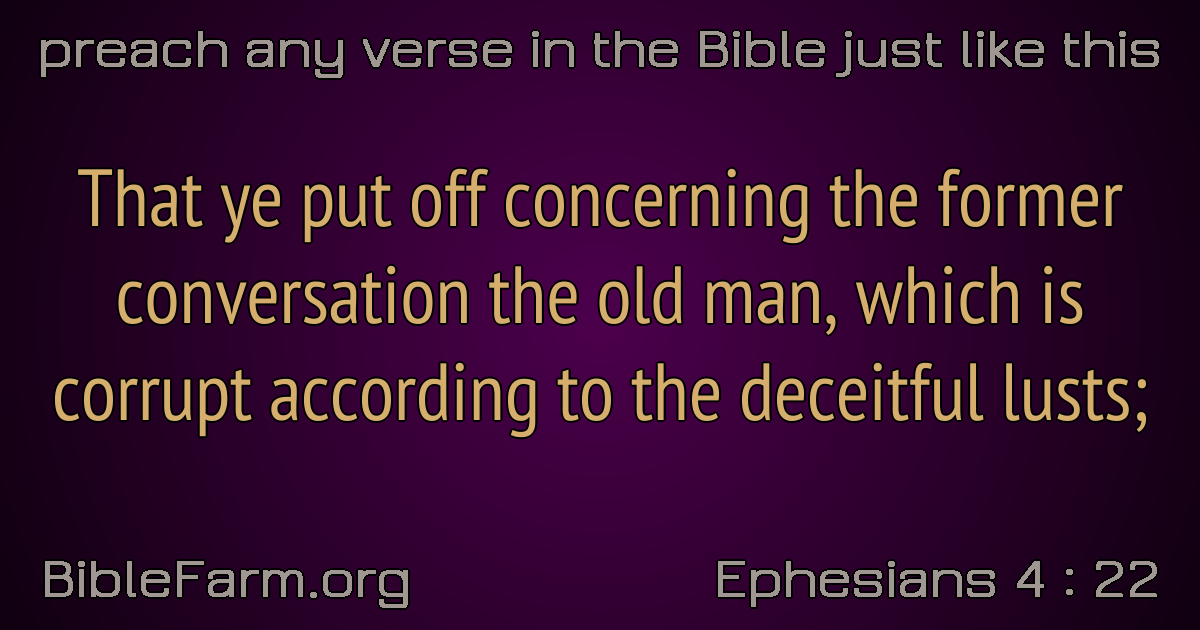 preach any verse in the Bible just like this
That ye put off concerning the former
conversation the old man, which is
corrupt according to the deceitful lusts;
BibleFarm.org
Ephesians 4 : 22